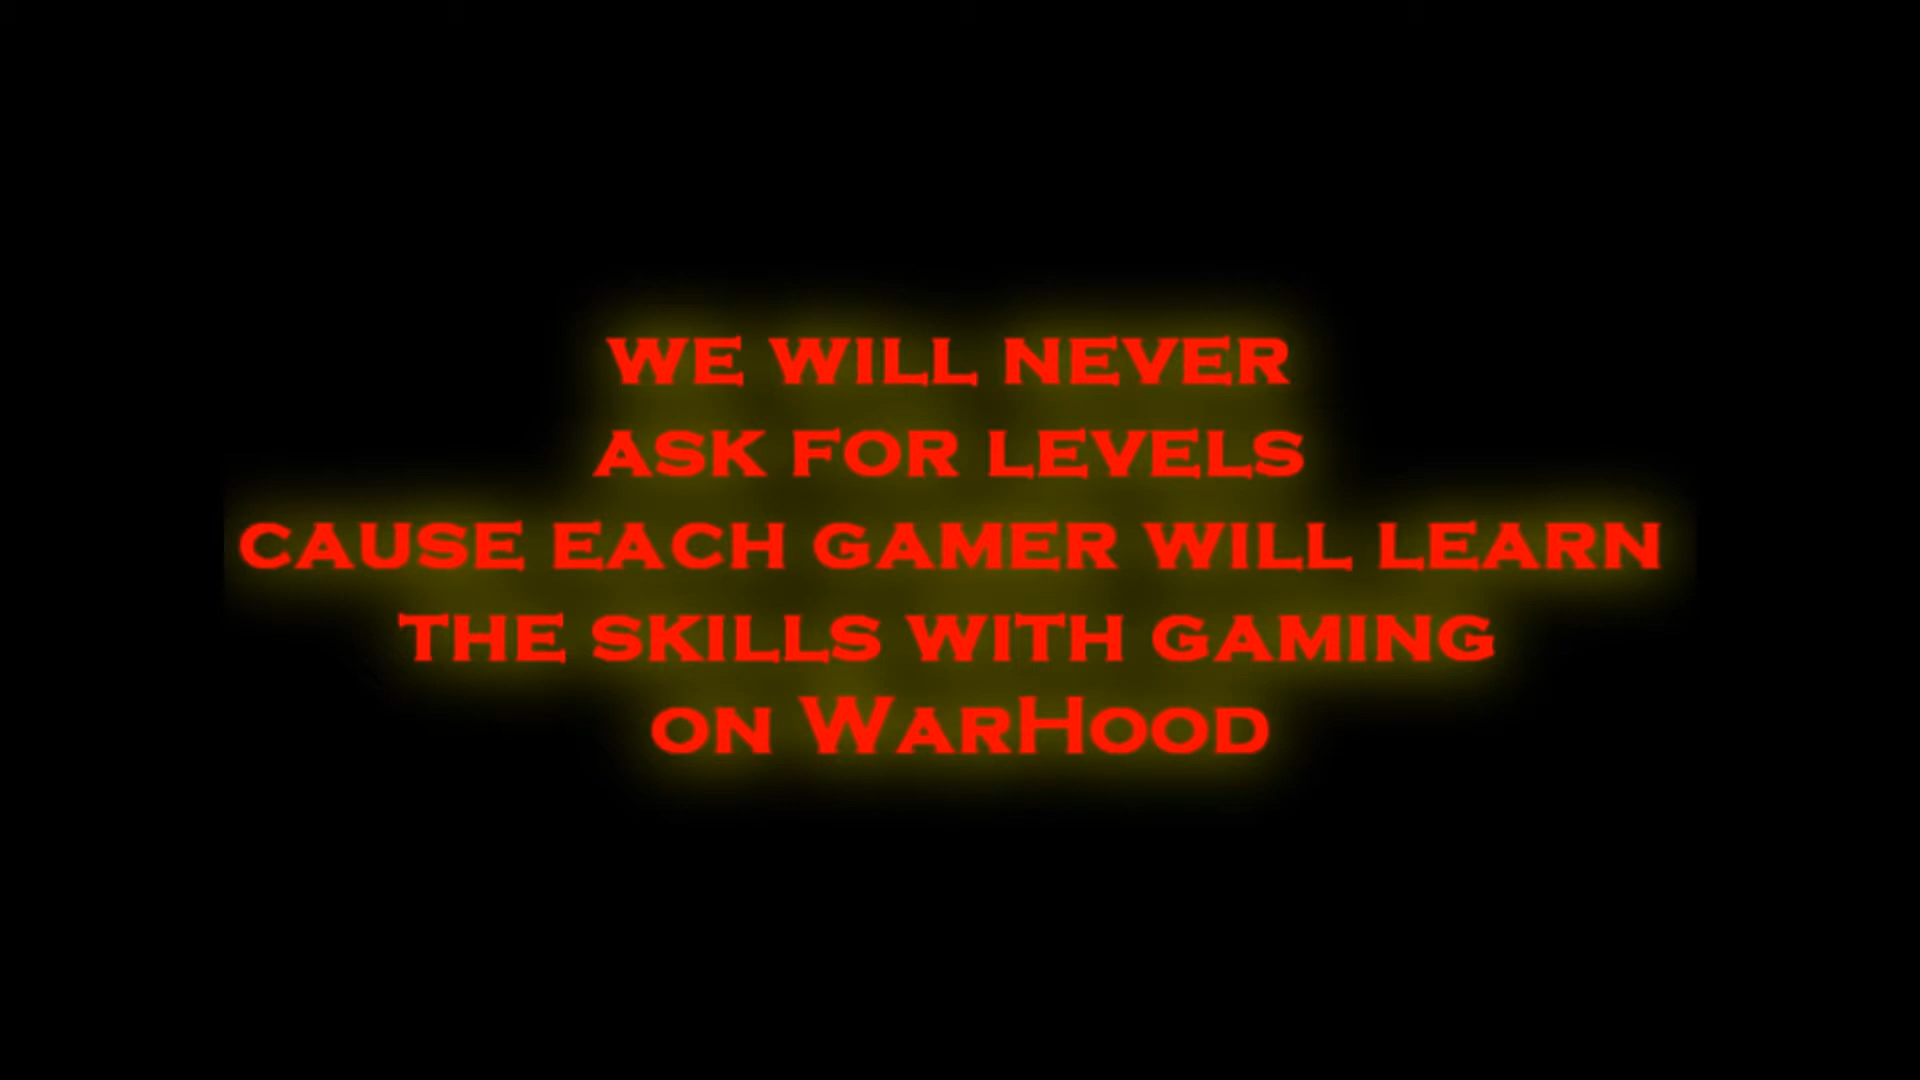 WE WILL NEVER
ASK FOR LEVELS
CAUSE EACH GAMER WILL LEARN
THE SKILLS WITH GAMING
ON WARHOOD